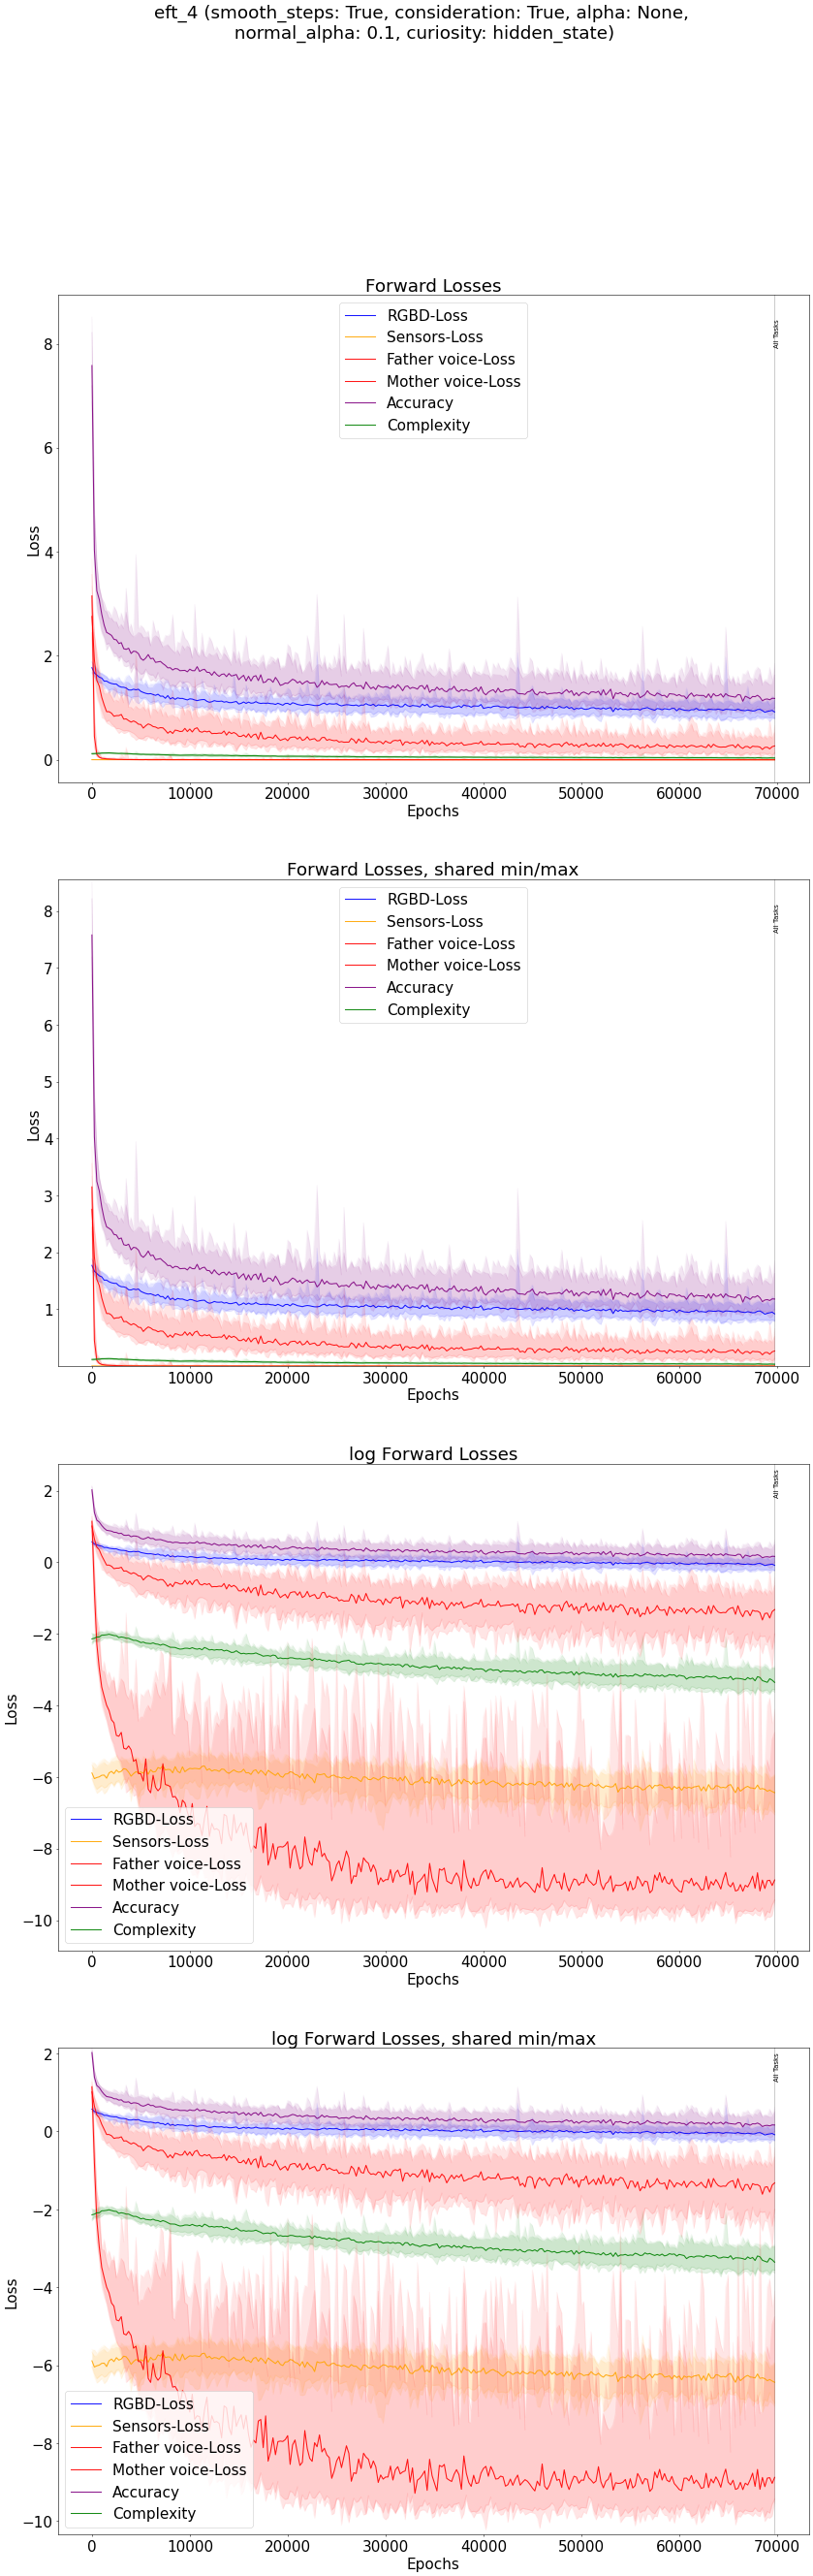 eft_4 (smooth_steps: True, consideration: True, alpha: None,
normal_alpha: 0.1, curiosity: hidden_state)
Forward Losses
RGBD-Loss
Sensors-Loss
Father voice-Loss
Mother voice-Loss
Accuracy
Complexity
All Tasks
8
6
4
2
0
Loss
0 10000 20000 30000 40000 50000 60000 70000
Epochs
Forward Losses, shared min/max
RGBD-Loss
Sensors-Loss
Father voice-Loss
Mother voice-Loss
Accuracy
Complexity
All Tasks
8
7
6
5
4
3
2
1
Loss
0 10000 20000 30000 40000 50000 60000 70000
Epochs
log Forward Losses
All Tasks
2
0
−2
−4
−6
−8
−10
Loss
RGBD-Loss
Sensors-Loss
Father voice-Loss
Mother voice-Loss
Accuracy
Complexity
0 10000 20000 30000 40000 50000 60000 70000
Epochs
log Forward Losses, shared min/max
All Tasks
2
0
−2
−4
−6
−8
−10
Loss
RGBD-Loss
Sensors-Loss
Father voice-Loss
Mother voice-Loss
Accuracy
Complexity
0 10000 20000 30000 40000 50000 60000 70000
Epochs